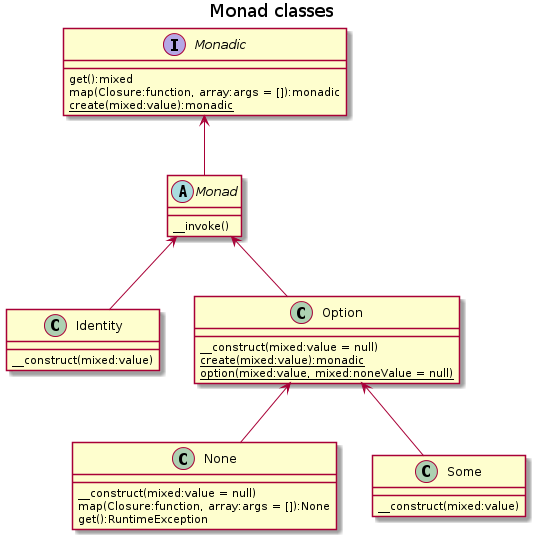 Monad classes
I Monadic
get():mixed
map(Closure:function, array:args = []):monadic
create(mixed:value):monadic
A Monad
__invoke()
C Identity
__construct(mixed:value)
C Option
__construct(mixed:value = null)
create(mixed:value):monadic
option(mixed:value, mixed:noneValue = null)
C None
__construct(mixed:value = null)
map(Closure:function, array:args = []):None
get():RuntimeException
C Some
__construct(mixed:value)